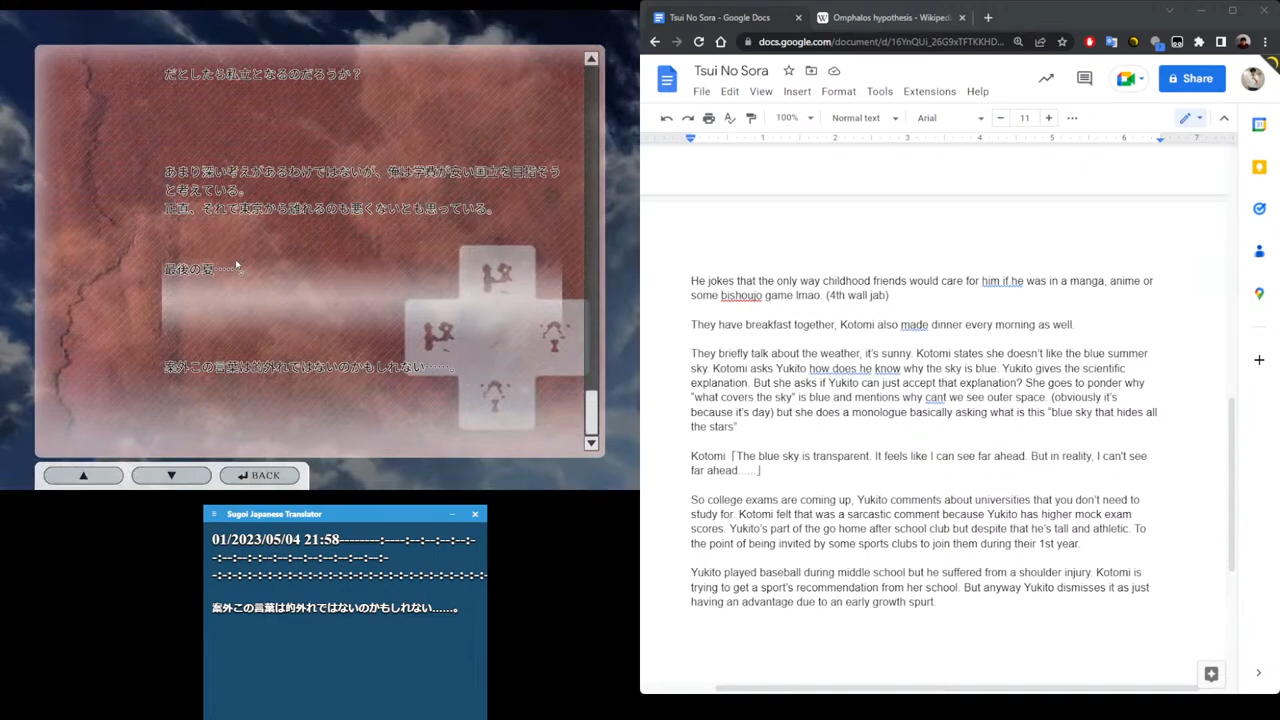 だとしたら私立となるのだろうか？
あまり深い考えがあるわけではないが、俺は学費が安い国立を目指そう
と考えている。
正直、それで東京から離れるのも悪くないとも思っている。
最後の夏……。
案外この言葉は的外れではないのかもしれない……。
BACK
Sugoi Japanese Translator
01/2023/05/04 21:58--------:----:--:--:--:--:-
-:--:--:--:--:--:--:--:--:--:-
-:-:-:-:-:-:-:-:-:-:-:-:-:-:-:-:-:-:-:-:-:-:-:-:-
案外この言葉は的外れではないのかもしれない……。
Tsui No Sora - Google Docs
Omphalos hypothesis - Wikiped
docs.google.com/document/d/16YnQUi_26G9xTFTKKHD...
Tsui No Sora
Share
File Edit View Insert Format Tools Extensions Help
100% Normal text Arial 11
1 2 3 4 5 6 7
He jokes that the only way childhood friends would care for him if he was in a manga, anime or
some bishoujo game lmao. (4th wall jab)
They have breakfast together, Kotomi also made dinner every morning as well.
They briefly talk about the weather, it's sunny. Kotomi states she doesn't like the blue summer
sky. Kotomi asks Yukito how does he know why the sky is blue. Yukito gives the scientific
explanation. But she asks if Yukito can just accept that explanation? She goes to ponder why
"what covers the sky" is blue and mentions why cant we see outer space. (obviously it's
because it's day) but she does a monologue basically asking what is this "blue sky that hides all
the stars"
Kotomi「The blue sky is transparent. It feels like I can see far ahead. But in reality, I can't see
far ahead......」
So college exams are coming up, Yukito comments about universities that you don't need to
study for. Kotomi felt that was a sarcastic comment because Yukito has higher mock exam
scores. Yukito's part of the go home after school club but despite that he's tall and athletic. To
the point of being invited by some sports clubs to join them during their 1st year.
Yukito played baseball during middle school but he suffered from a shoulder injury. Kotomi is
trying to get a sport's recommendation from her school. But anyway Yukito dismisses it as just
having an advantage due to an early growth spurt.